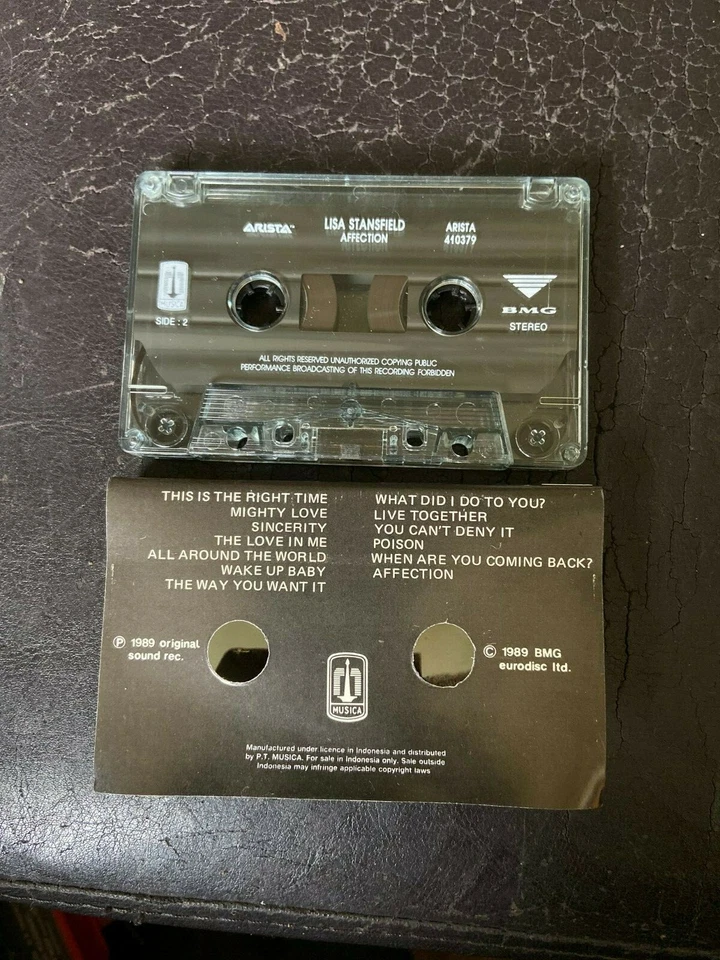 ARISTA™
LISA STANSFIELD
AFFECTION
ARISTA
410379
MUSICA
SIDE : 2
BMG
STEREO
ALL RIGHTS RESERVED UNAUTHORIZED COPYING PUBLIC
PERFORMANCE BROADCASTING OF THIS RECORDING FORBIDDEN
THIS IS THE RIGHT TIME
MIGHTY LOVE
SINCERITY
THE LOVE IN ME
ALL AROUND THE WORLD
WAKE UP BABY
THE WAY YOU WANT IT
WHAT DID I DO TO YOU?
LIVE TOGETHER
YOU CAN'T DENY IT
POISON
WHEN ARE YOU COMING BACK?
AFFECTION
℗ 1989 original
sound rec.
© 1989 BMG
eurodisc ltd.
MUSICA
Manufactured under licence in Indonesia and distributed
by P.T. MUSICA. For sale in Indonesia only. Sale outside
Indonesia may infringe applicable copyright laws